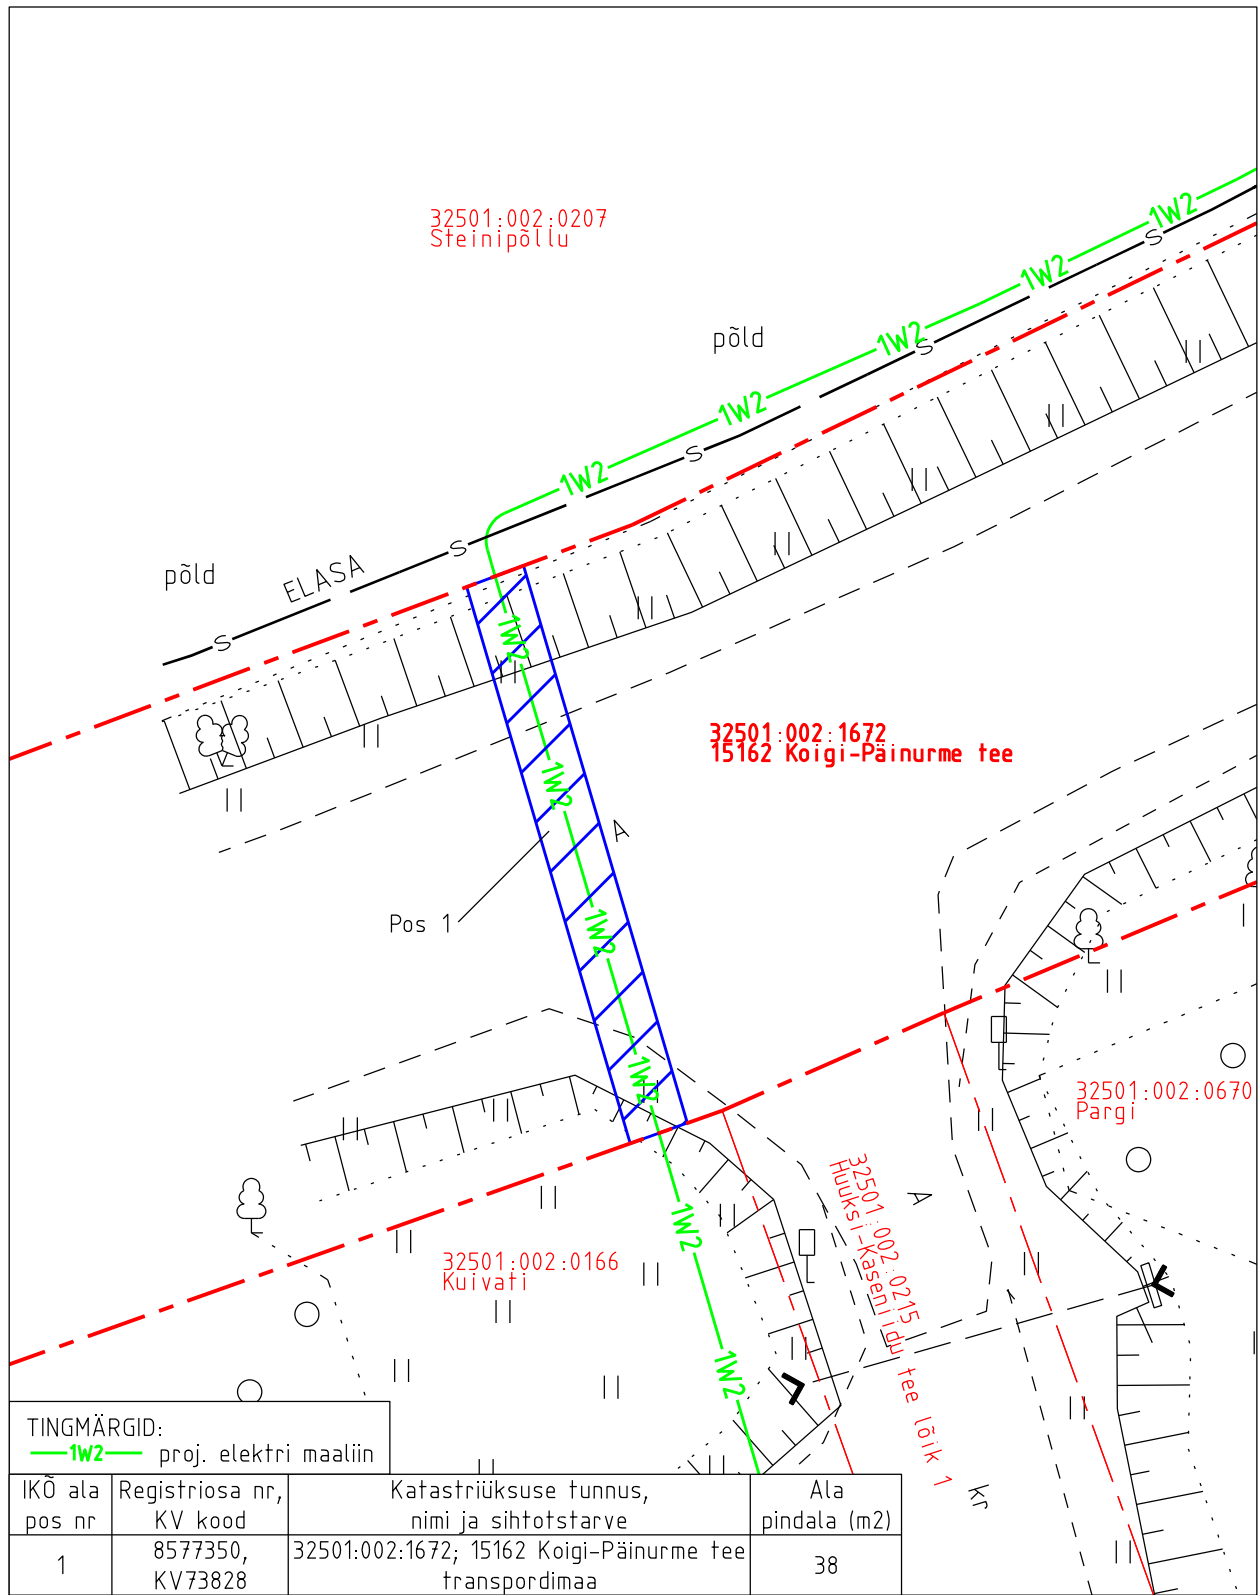 32501:002:0207
Steinipõllu
1W2
S
1W2
S
põld
1W2
1W2
S
1W2
põld
ELASA
S
S
1W2
32501:002:1672
15162 Koigi-Päinurme tee
1W2
A
Pos 1
1W2
1W2
32501:002:0670
Pargi
32501:002:0215
Huuksi-Kaseniidu tee lõik 1
A
1W2
32501:002:0166
Kuivati
1W2
kr
TINGMÄRGID:
1W2 proj. elektri maaliin
IKÕ ala pos nr
Registriosa nr, KV kood
Katastriüksuse tunnus, nimi ja sihtotstarve
Ala pindala (m2)
1
8577350, KV73828
32501:002:1672; 15162 Koigi-Päinurme tee transpordimaa
38